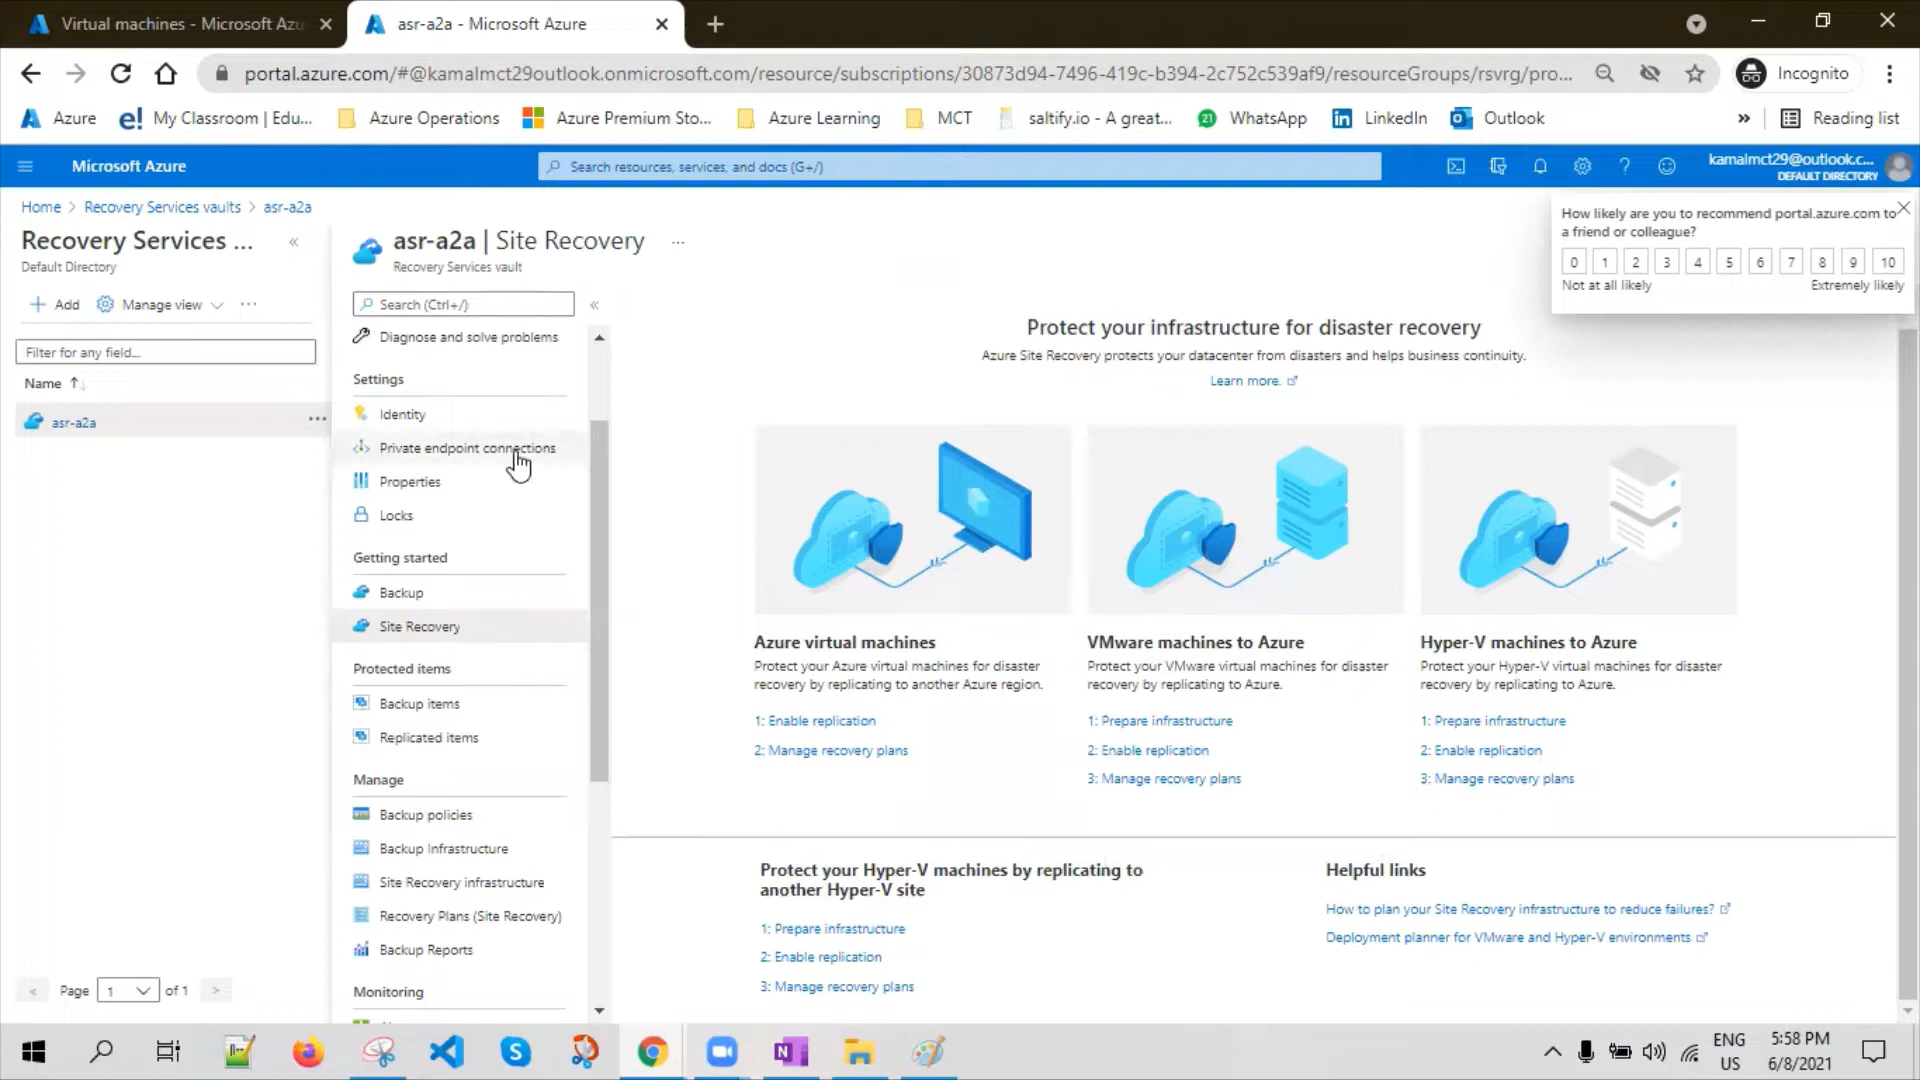 Virtual machines - Microsoft Azu
asr-a2a - Microsoft Azure
portal.azure.com/#@kamalmct29outlook.onmicrosoft.com/resource/subscriptions/30873d94-7496-419c-b394-2c752c539af9/resourceGroups/rsvrg/pro...
Incognito
Azure
My Classroom | Edu...
Azure Operations
Azure Premium Sto...
Azure Learning
MCT
saltify.io - A great...
WhatsApp
LinkedIn
Outlook
Reading list
Microsoft Azure
Search resources, services, and docs (G+/)
kamalmct29@outlook.c...
DEFAULT DIRECTORY
Home > Recovery Services vaults > asr-a2a
Recovery Services ...
Default Directory
+ Add
Manage view
...
Filter for any field...
Name ↑↓
asr-a2a
...
< Page 1 of 1 >
asr-a2a | Site Recovery
...
Recovery Services vault
Search (Ctrl+/)
Diagnose and solve problems
Settings
Identity
Private endpoint connections
Properties
Locks
Getting started
Backup
Site Recovery
Protected items
Backup items
Replicated items
Manage
Backup policies
Backup Infrastructure
Site Recovery infrastructure
Recovery Plans (Site Recovery)
Backup Reports
Monitoring
How likely are you to recommend portal.azure.com to
a friend or colleague?
0 1 2 3 4 5 6 7 8 9 10
Not at all likely
Extremely likely
Protect your infrastructure for disaster recovery
Azure Site Recovery protects your datacenter from disasters and helps business continuity.
Learn more.
Azure virtual machines
Protect your Azure virtual machines for disaster
recovery by replicating to another Azure region.
1: Enable replication
2: Manage recovery plans
VMware machines to Azure
Protect your VMware virtual machines for disaster
recovery by replicating to Azure.
1: Prepare infrastructure
2: Enable replication
3: Manage recovery plans
Hyper-V machines to Azure
Protect your Hyper-V virtual machines for disaster
recovery by replicating to Azure.
1: Prepare infrastructure
2: Enable replication
3: Manage recovery plans
Protect your Hyper-V machines by replicating to
another Hyper-V site
1: Prepare infrastructure
2: Enable replication
3: Manage recovery plans
Helpful links
How to plan your Site Recovery infrastructure to reduce failures?
Deployment planner for VMware and Hyper-V environments
ENG
US
5:58 PM
6/8/2021